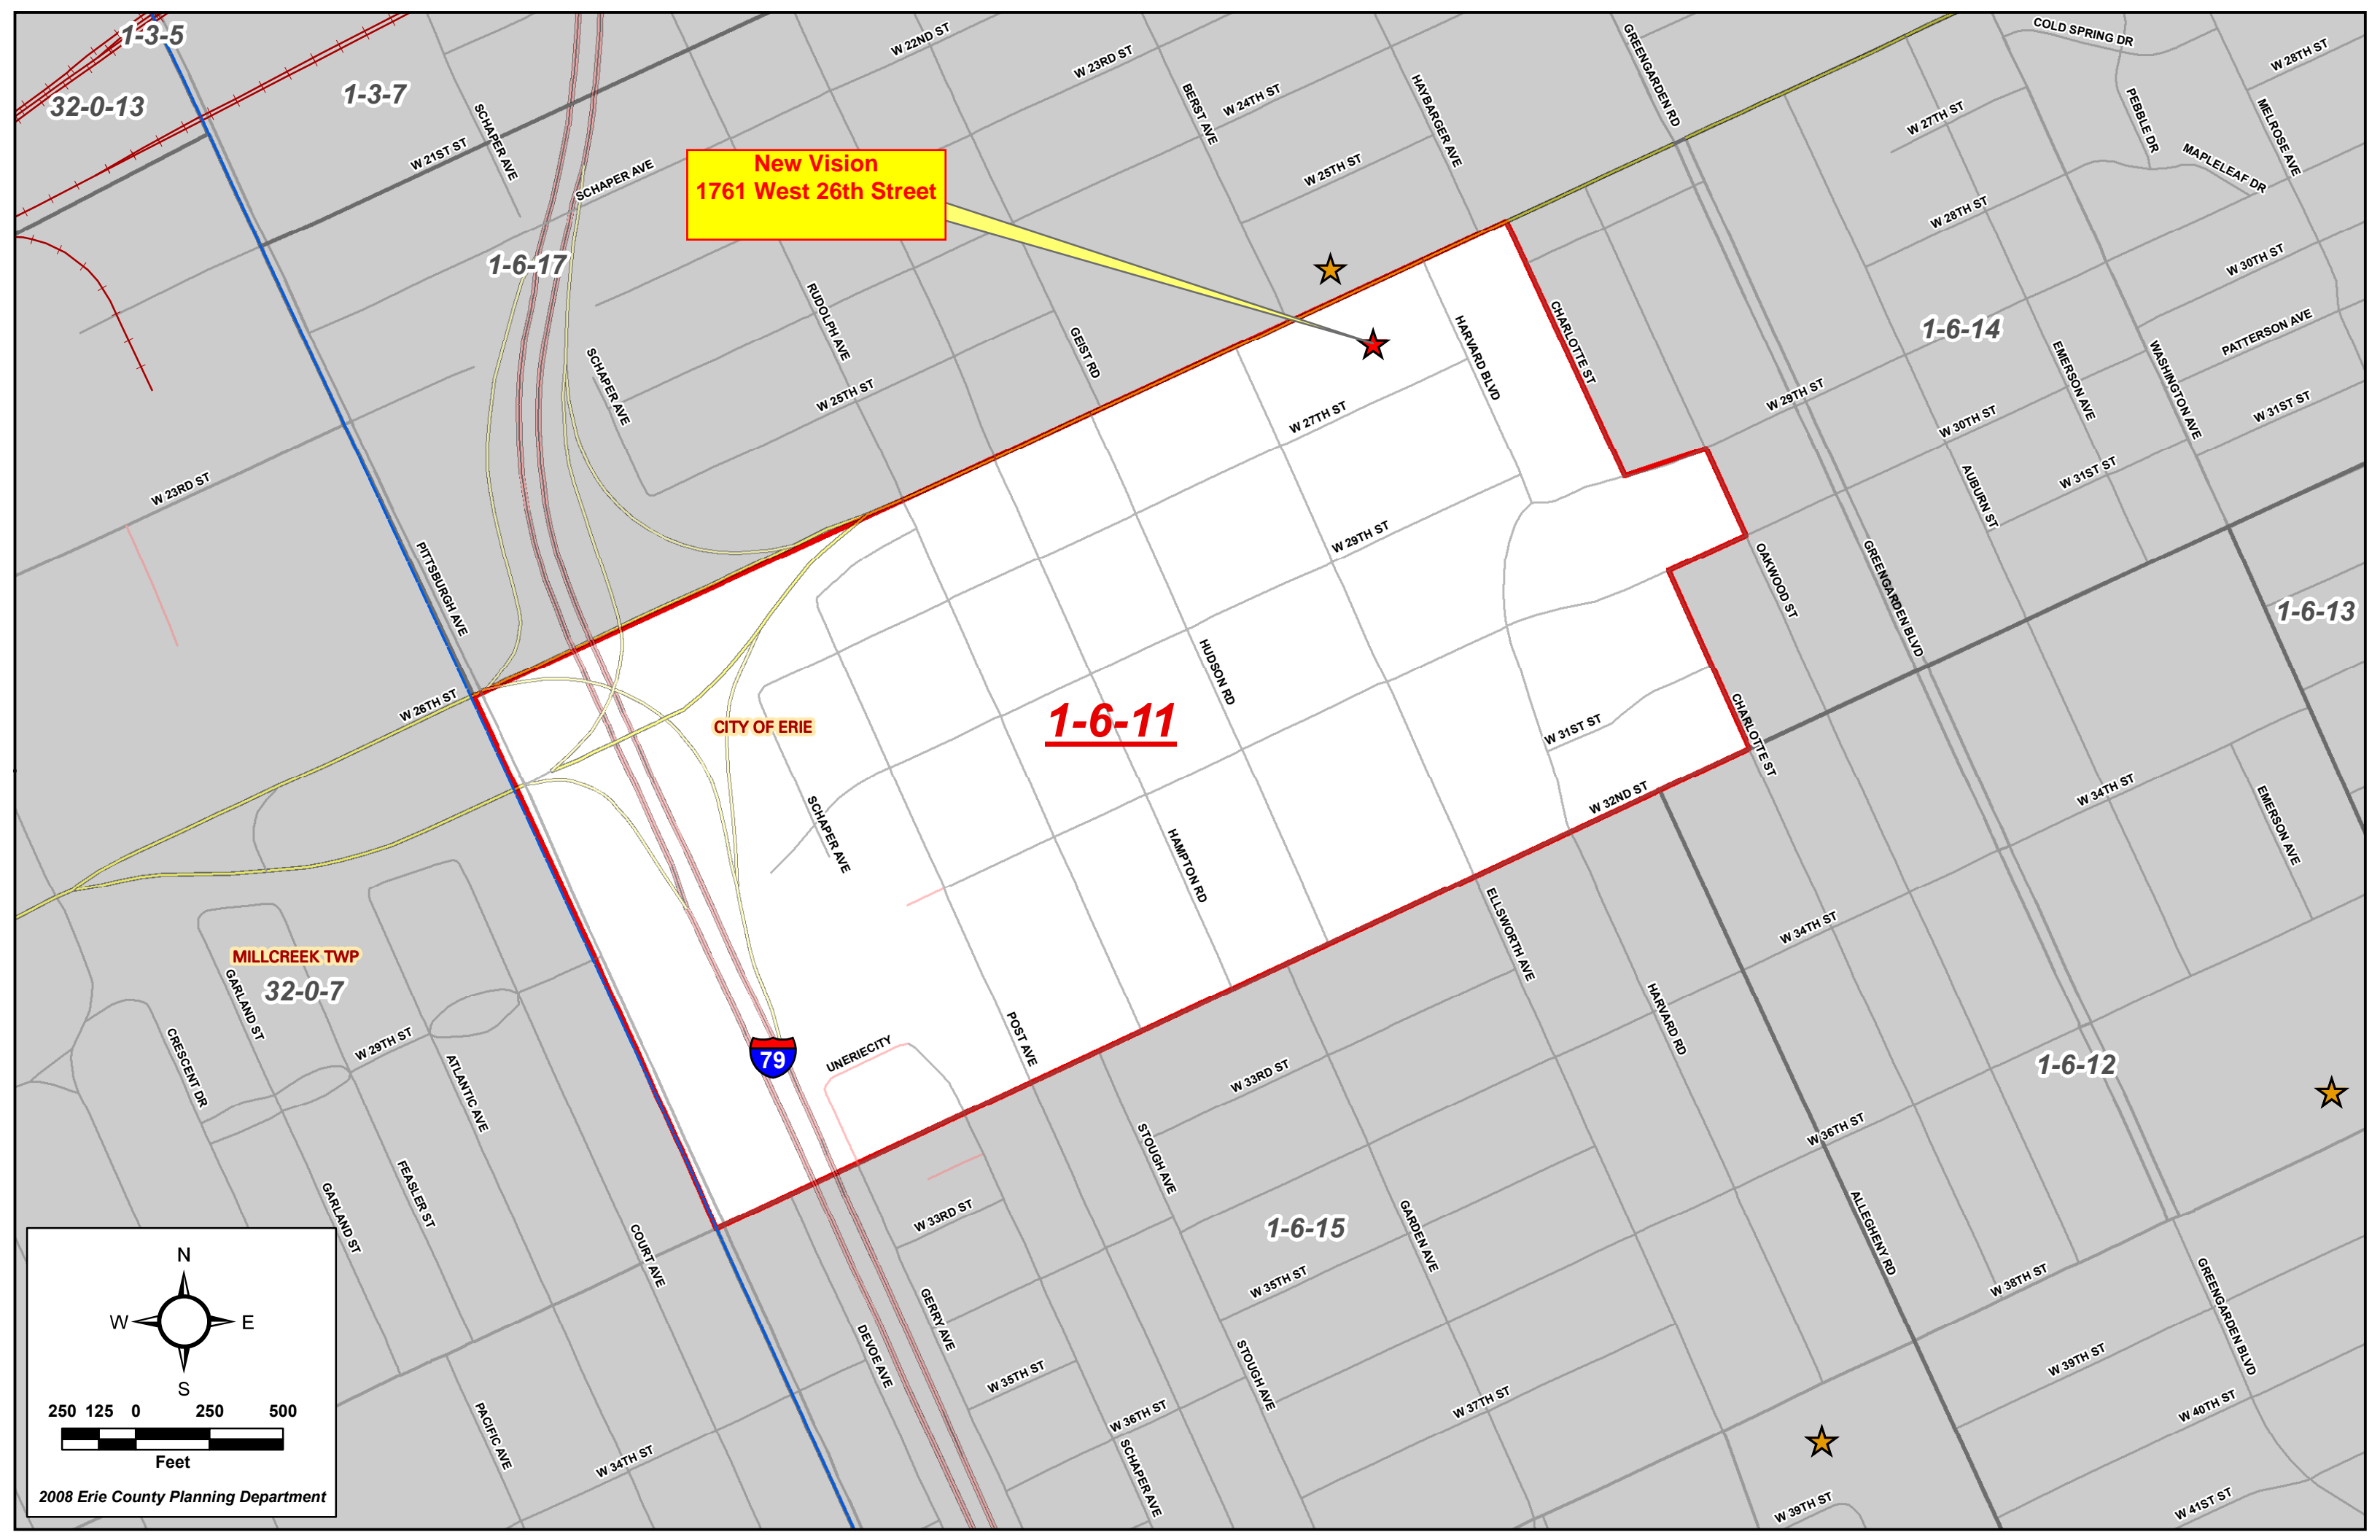 1-3-5
32-0-13
1-3-7
W 21ST ST
SCHAPER AVE
W 22ND ST
W 23RD ST
BERST AVE
W 24TH ST
HAYBARGER AVE
W 25TH ST
GREENGARDEN RD
COLD SPRING DR
W 28TH ST
PEBBLE DR
W 27TH ST
MELROSE AVE
MAPLELEAF DR
SCHAPER AVE
New Vision
1761 West 26th Street
1-6-17
W 28TH ST
W 30TH ST
RUDOLPH AVE
GEIST RD
HARVARD BLVD
CHARLOTTE ST
1-6-14
PATTERSON AVE
EMERSON AVE
WASHINGTON AVE
SCHAPER AVE
W 25TH ST
W 27TH ST
W 29TH ST
W 30TH ST
W 31ST ST
W 31ST ST
AUBURN ST
W 23RD ST
PITTSBURGH AVE
W 29TH ST
OAKWOOD ST
GREENGARDEN BLVD
1-6-13
HUDSON RD
W 26TH ST
CITY OF ERIE
1-6-11
W 31ST ST
CHARLOTTE ST
W 32ND ST
W 34TH ST
EMERSON AVE
SCHAPER AVE
HAMPTON RD
ELLSWORTH AVE
W 34TH ST
MILLCREEK TWP
32-0-7
GARLAND ST
CRESCENT DR
W 29TH ST
ATLANTIC AVE
79
UNERIECITY
POST AVE
HARVARD RD
W 33RD ST
1-6-12
W 36TH ST
STOUGH AVE
FEASLER ST
GARLAND ST
COURT AVE
W 33RD ST
1-6-15
GARDEN AVE
ALLEGHENY RD
W 38TH ST
GREENGARDEN BLVD
W 35TH ST
GERRY AVE
DEVOE AVE
STOUGH AVE
W 35TH ST
W 36TH ST
W 37TH ST
W 39TH ST
W 40TH ST
PACIFIC AVE
W 34TH ST
SCHAPER AVE
W 39TH ST
W 41ST ST
N
W E
S
250 125 0 250 500
Feet
2008 Erie County Planning Department